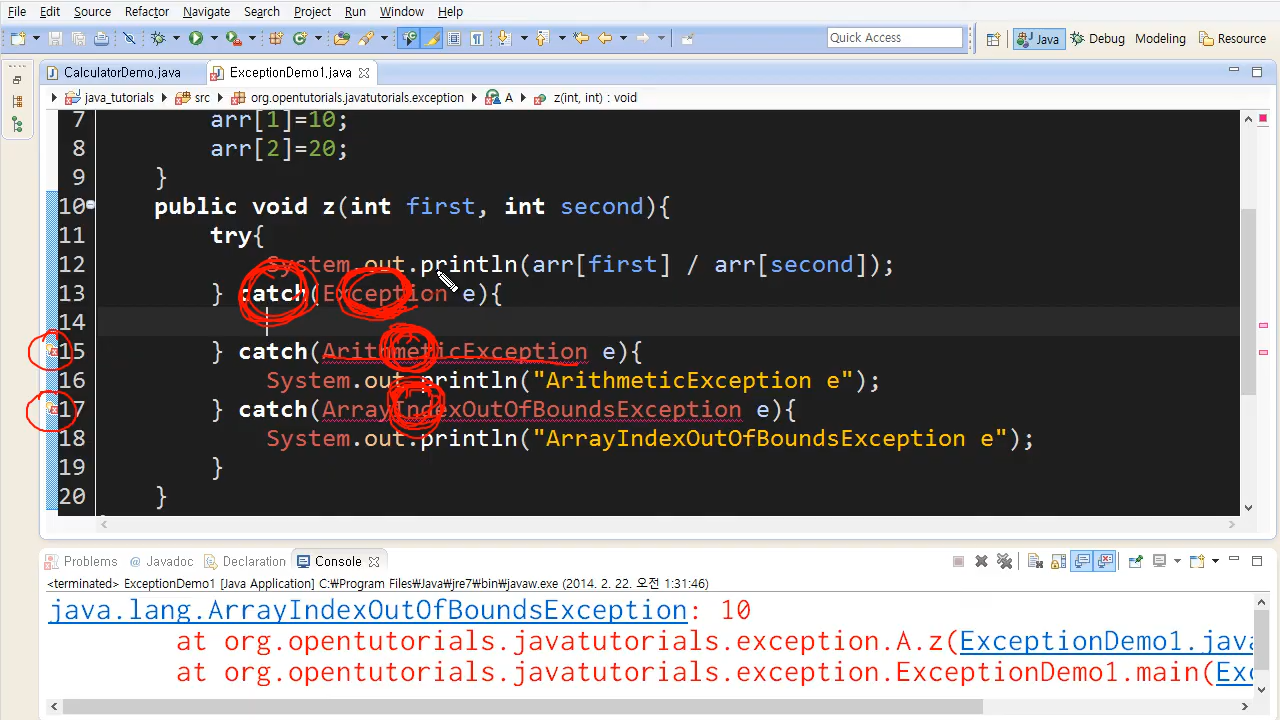 File Edit Source Refactor Navigate Search Project Run Window Help
Quick Access Java Debug Modeling Resource
CalculatorDemo.java ExceptionDemo1.java
java_tutorials src org.opentutorials.javatutorials.exception A z(int, int) : void
7 arr[1]=10;
8 arr[2]=20;
9 }
10 public void z(int first, int second){
11 try{
12 System.out.println(arr[first] / arr[second]);
13 } catch(Exception e){
14
15 } catch(ArithmeticException e){
16 System.out.println("ArithmeticException e");
17 } catch(ArrayIndexOutOfBoundsException e){
18 System.out.println("ArrayIndexOutOfBoundsException e");
19 }
20 }
Problems @ Javadoc Declaration Console
<terminated> ExceptionDemo1 [Java Application] C:₩Program Files₩Java₩jre7₩bin₩javaw.exe (2014. 2. 22. 오전 1:31:46)
java.lang.ArrayIndexOutOfBoundsException: 10
at org.opentutorials.javatutorials.exception.A.z(ExceptionDemo1.java
at org.opentutorials.javatutorials.exception.ExceptionDemo1.main(Exc